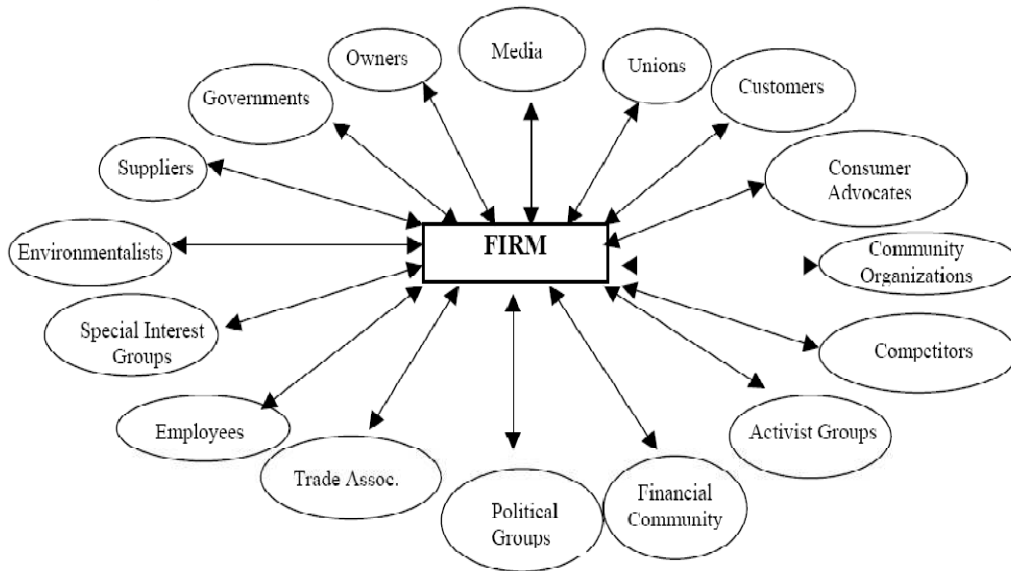 Media
Owners
Unions
Governments
Customers
Suppliers
Consumer
Advocates
FIRM
Environmentalists
Community
Organizations
Special Interest
Groups
Competitors
Employees
Activist Groups
Trade Assoc.
Political
Groups
Financial
Community